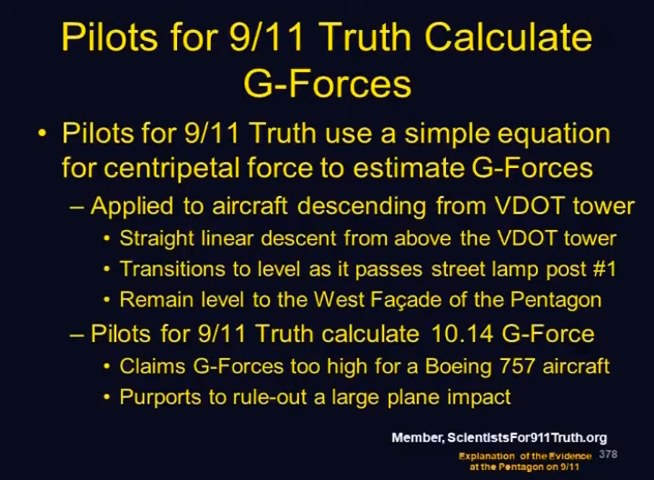 Pilots for 9/11 Truth Calculate
G-Forces
• Pilots for 9/11 Truth use a simple equation
for centripetal force to estimate G-Forces
– Applied to aircraft descending from VDOT tower
• Straight linear descent from above the VDOT tower
• Transitions to level as it passes street lamp post #1
• Remain level to the West Façade of the Pentagon
– Pilots for 9/11 Truth calculate 10.14 G-Force
• Claims G-Forces too high for a Boeing 757 aircraft
• Purports to rule-out a large plane impact
Member, ScientistsFor911Truth.org
Explanation of the Evidence 378
at the Pentagon on 9/11